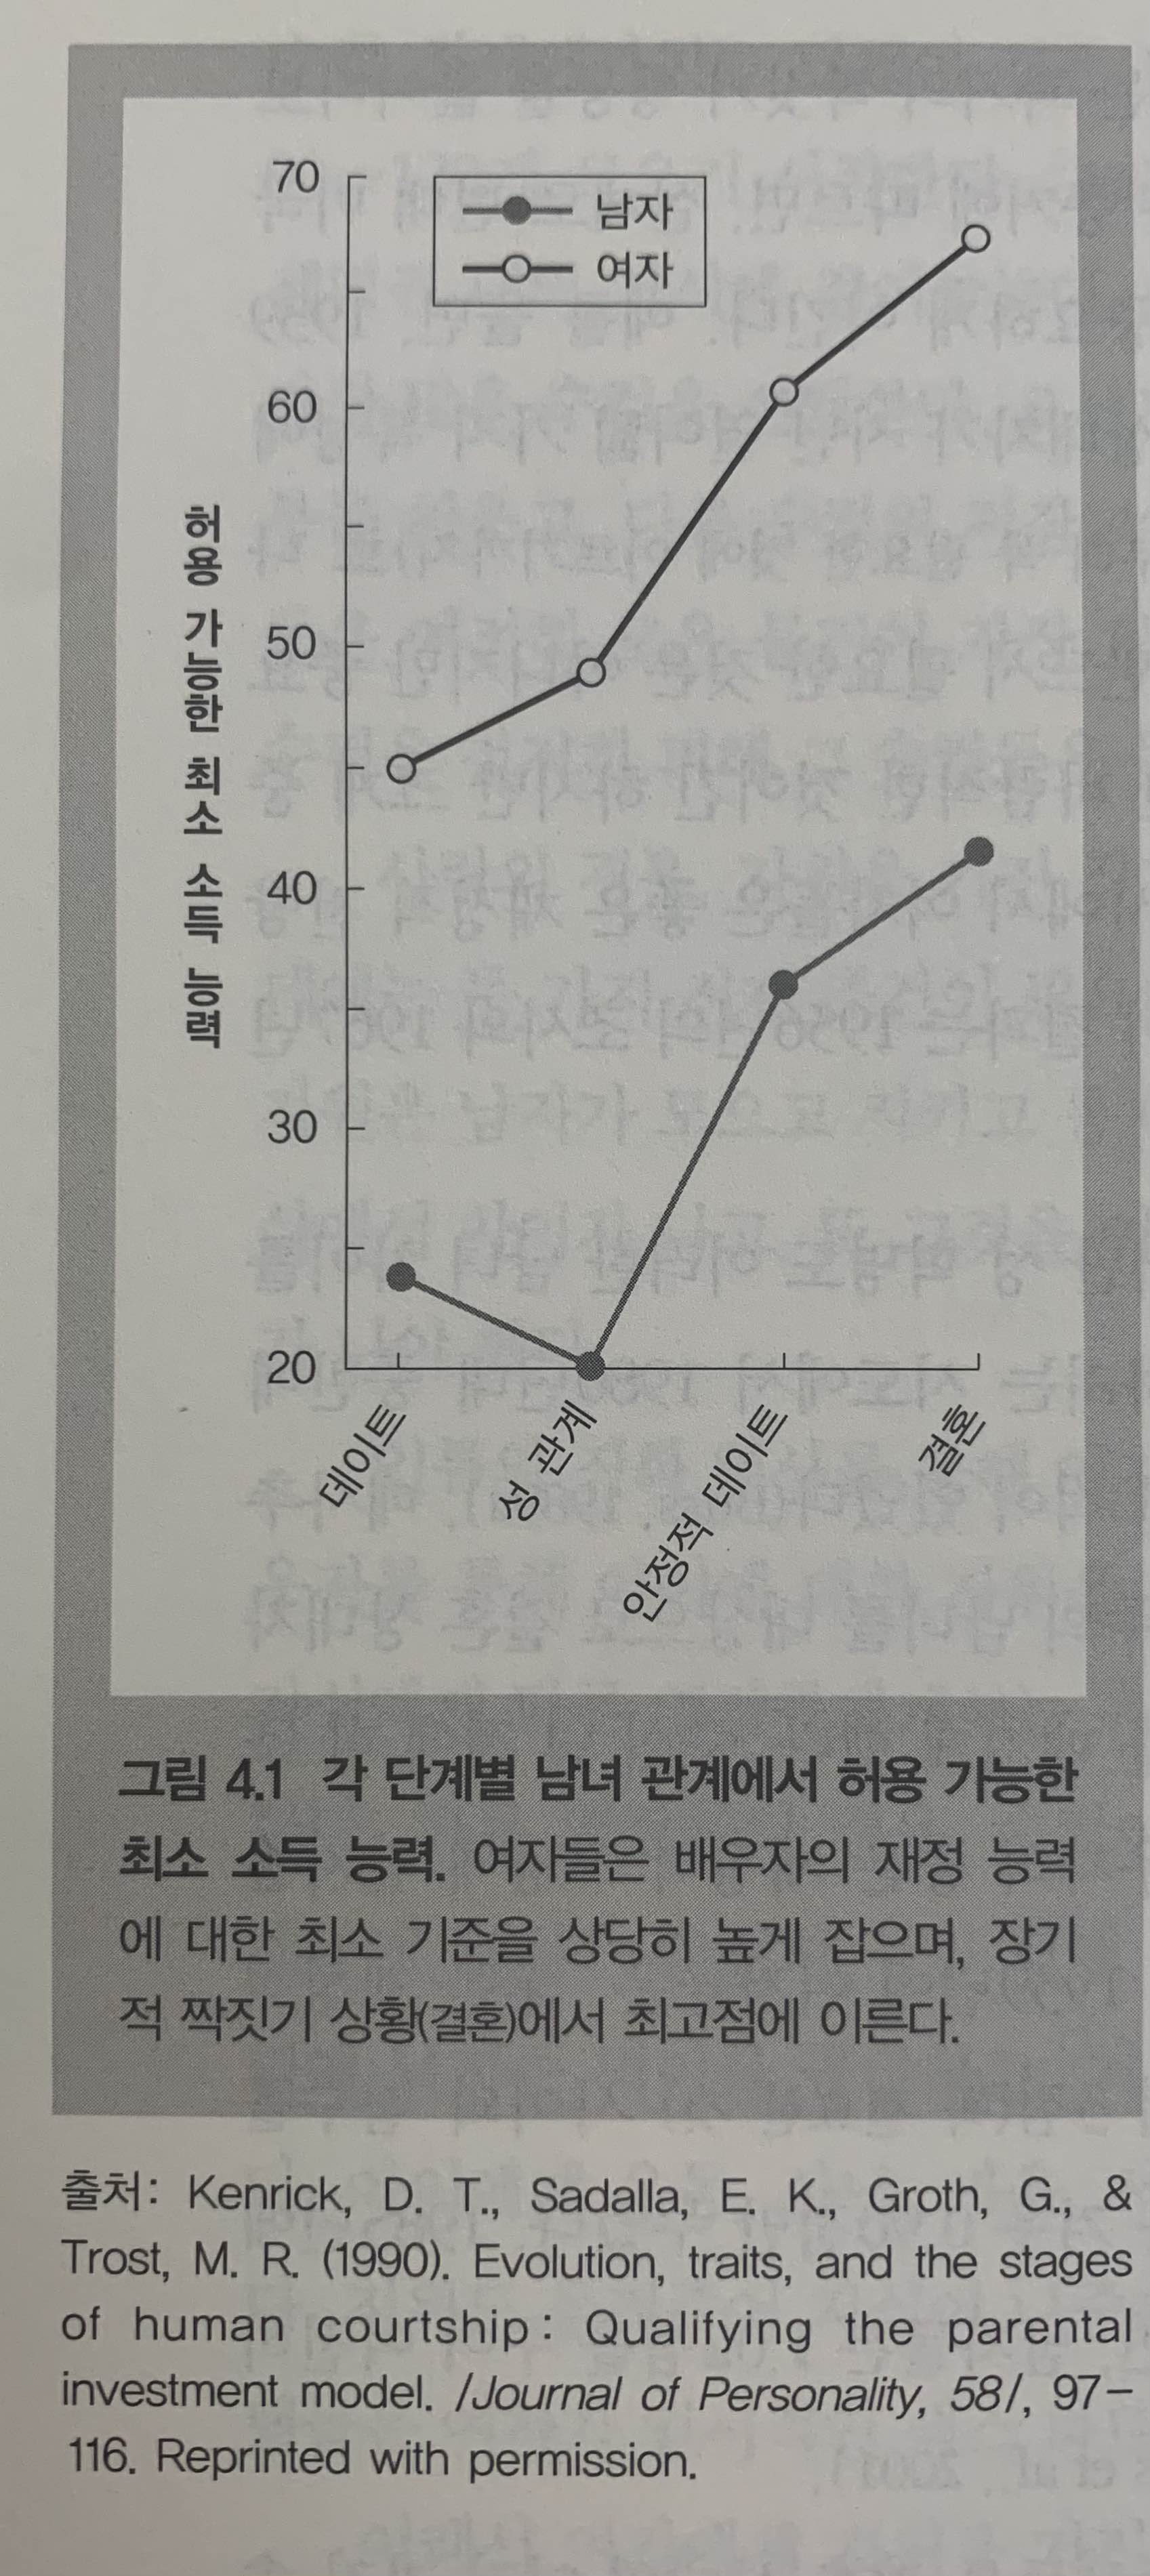 70
남자
여자
60
50
40
30
20
허용 가능한 최소 소득 능력
데이트
성 관계
안정적 데이트
결혼
그림 4.1 각 단계별 남녀 관계에서 허용 가능한
최소 소득 능력. 여자들은 배우자의 재정 능력
에 대한 최소 기준을 상당히 높게 잡으며, 장기
적 짝짓기 상황(결혼)에서 최고점에 이른다.
출처: Kenrick, D. T., Sadalla, E. K., Groth, G., &
Trost, M. R. (1990). Evolution, traits, and the stages
of human courtship: Qualifying the parental
investment model. /Journal of Personality, 58/, 97–
116. Reprinted with permission.